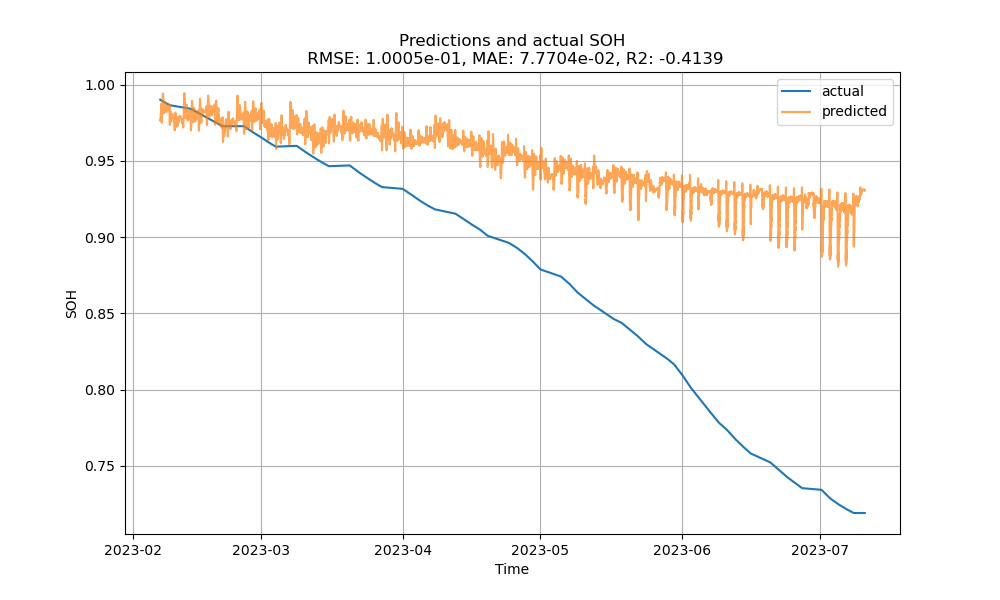 Predictions and actual SOH
RMSE: 1.0005e-01, MAE: 7.7704e-02, R2: -0.4139
actual
predicted
1.00
0.95
0.90
0.85
0.80
0.75
SOH
2023-02 2023-03 2023-04 2023-05 2023-06 2023-07
Time